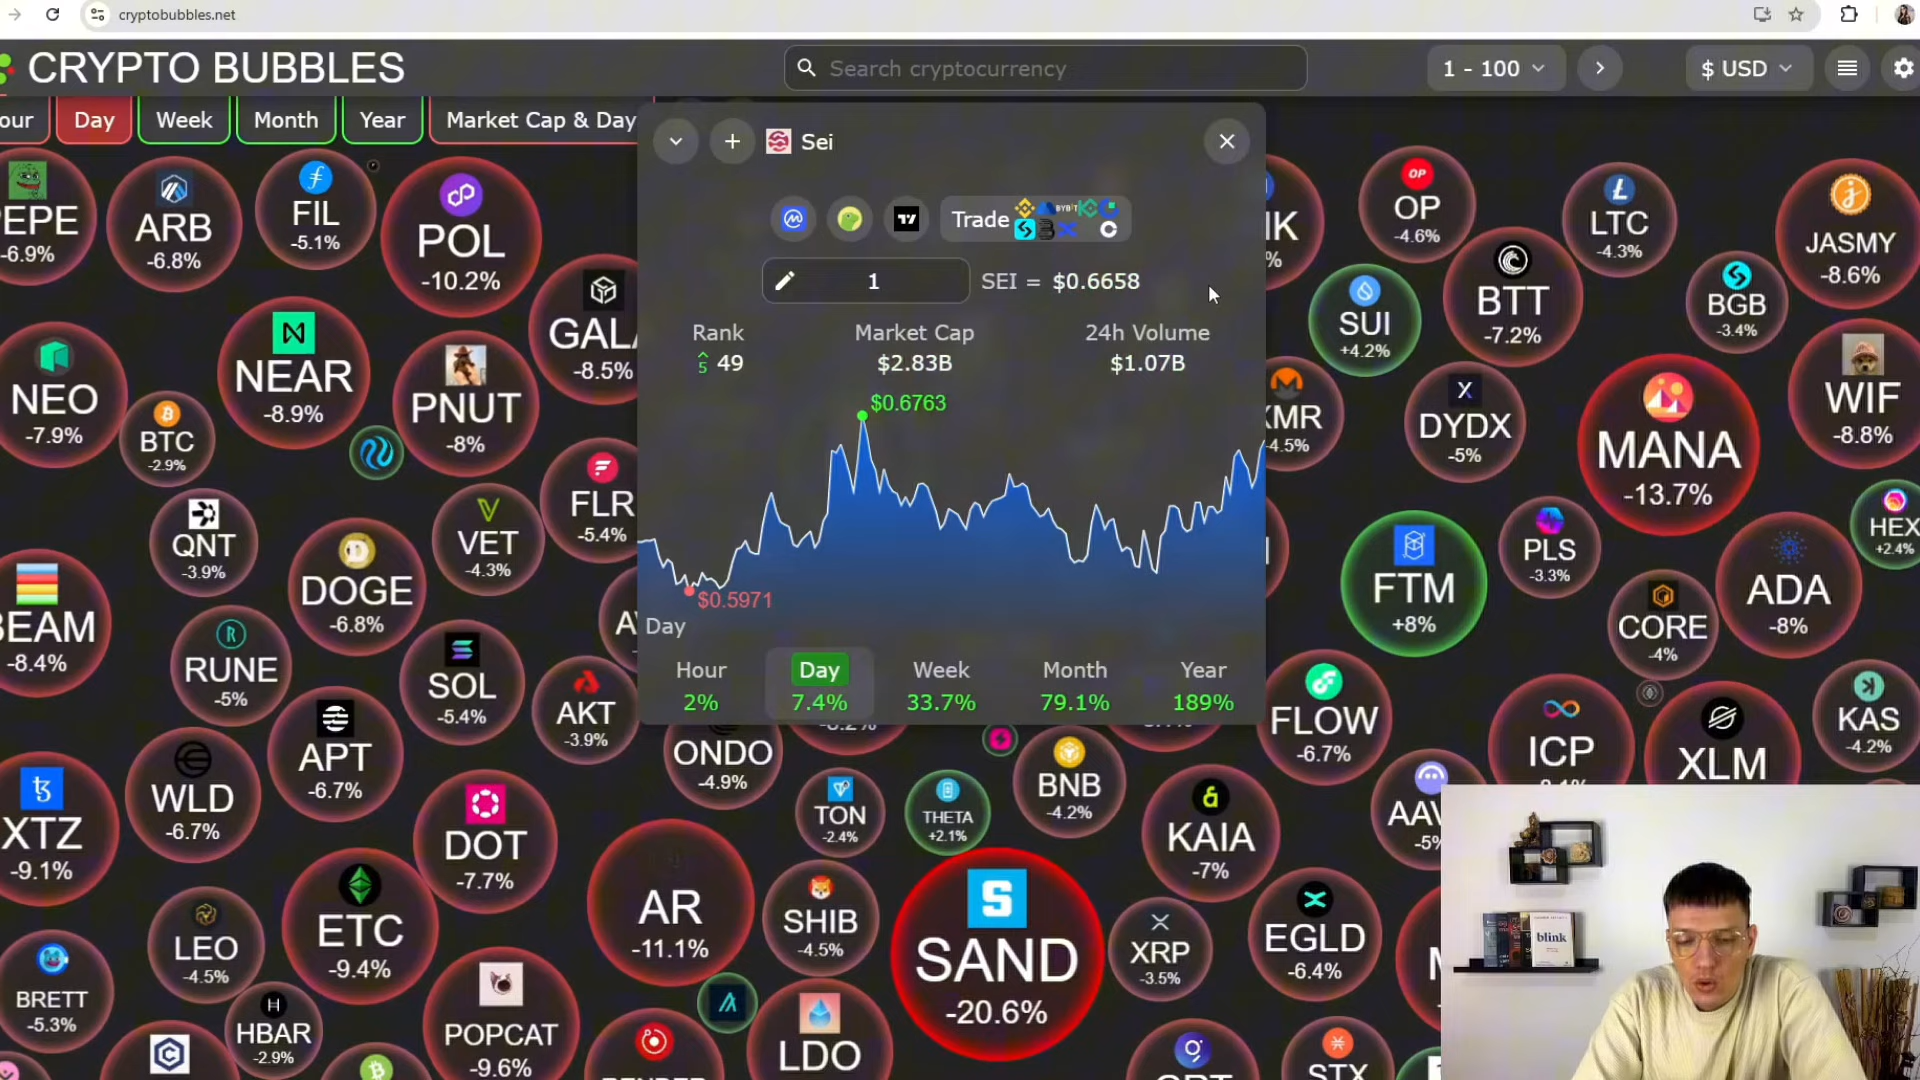 cryptobubbles.net
CRYPTO BUBBLES
Search cryptocurrency
1 - 100
$ USD
Day
Week
Month
Year
Market Cap & Day
Sei
Trade
BYBIT
1
SEI = $0.6658
Rank
Market Cap
24h Volume
5 49
$2.83B
$1.07B
$0.6763
$0.5971
Day
Hour
Day
Week
Month
Year
2%
7.4%
33.7%
79.1%
189%
-6.9%
ARB
-6.8%
FIL
-5.1%
POL
-10.2%
NEO
-7.9%
BTC
-2.9%
NEAR
-8.9%
PNUT
-8%
GALA
-8.5%
QNT
-3.9%
DOGE
-6.8%
VET
-4.3%
FLR
-5.4%
-8.4%
RUNE
-5%
SOL
-5.4%
AKT
-3.9%
APT
-6.7%
WLD
-6.7%
XTZ
-9.1%
DOT
-7.7%
ONDO
-4.9%
TON
-2.4%
THETA
+2.1%
BNB
-4.2%
KAIA
-7%
ETC
-9.4%
LEO
-4.5%
AR
-11.1%
SHIB
-4.5%
SAND
-20.6%
XRP
-3.5%
EGLD
-6.4%
BRETT
-5.3%
HBAR
-2.9%
POPCAT
-9.6%
LDO
OP
OP
-4.6%
LTC
-4.3%
JASMY
-8.6%
SUI
+4.2%
BTT
-7.2%
BGB
-3.4%
-4.5%
DYDX
-5%
MANA
-13.7%
WIF
-8.8%
FTM
+8%
PLS
-3.3%
HEX
+2.4%
CORE
-4%
ADA
-8%
FLOW
-6.7%
ICP
XLM
KAS
-4.2%
-5%
blink